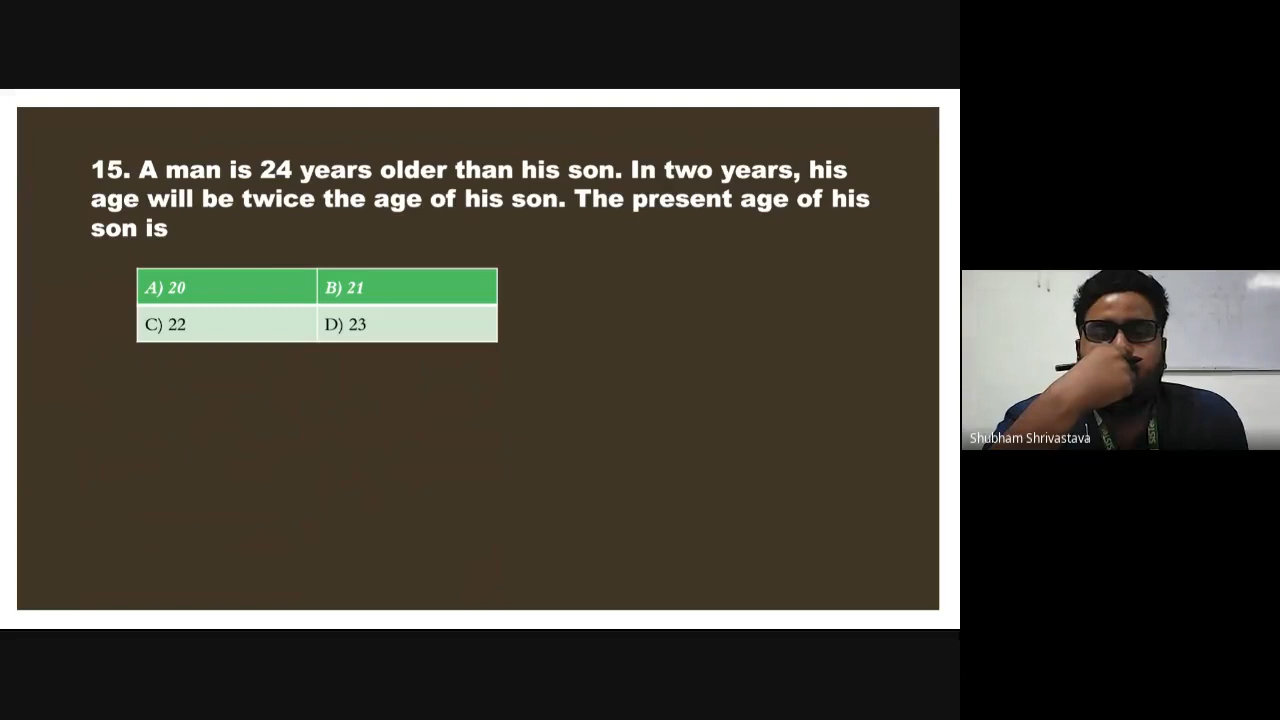 15. A man is 24 years older than his son. In two years, his
age will be twice the age of his son. The present age of his
son is
A) 20 B) 21
C) 22 D) 23
Shubham Shrivastava